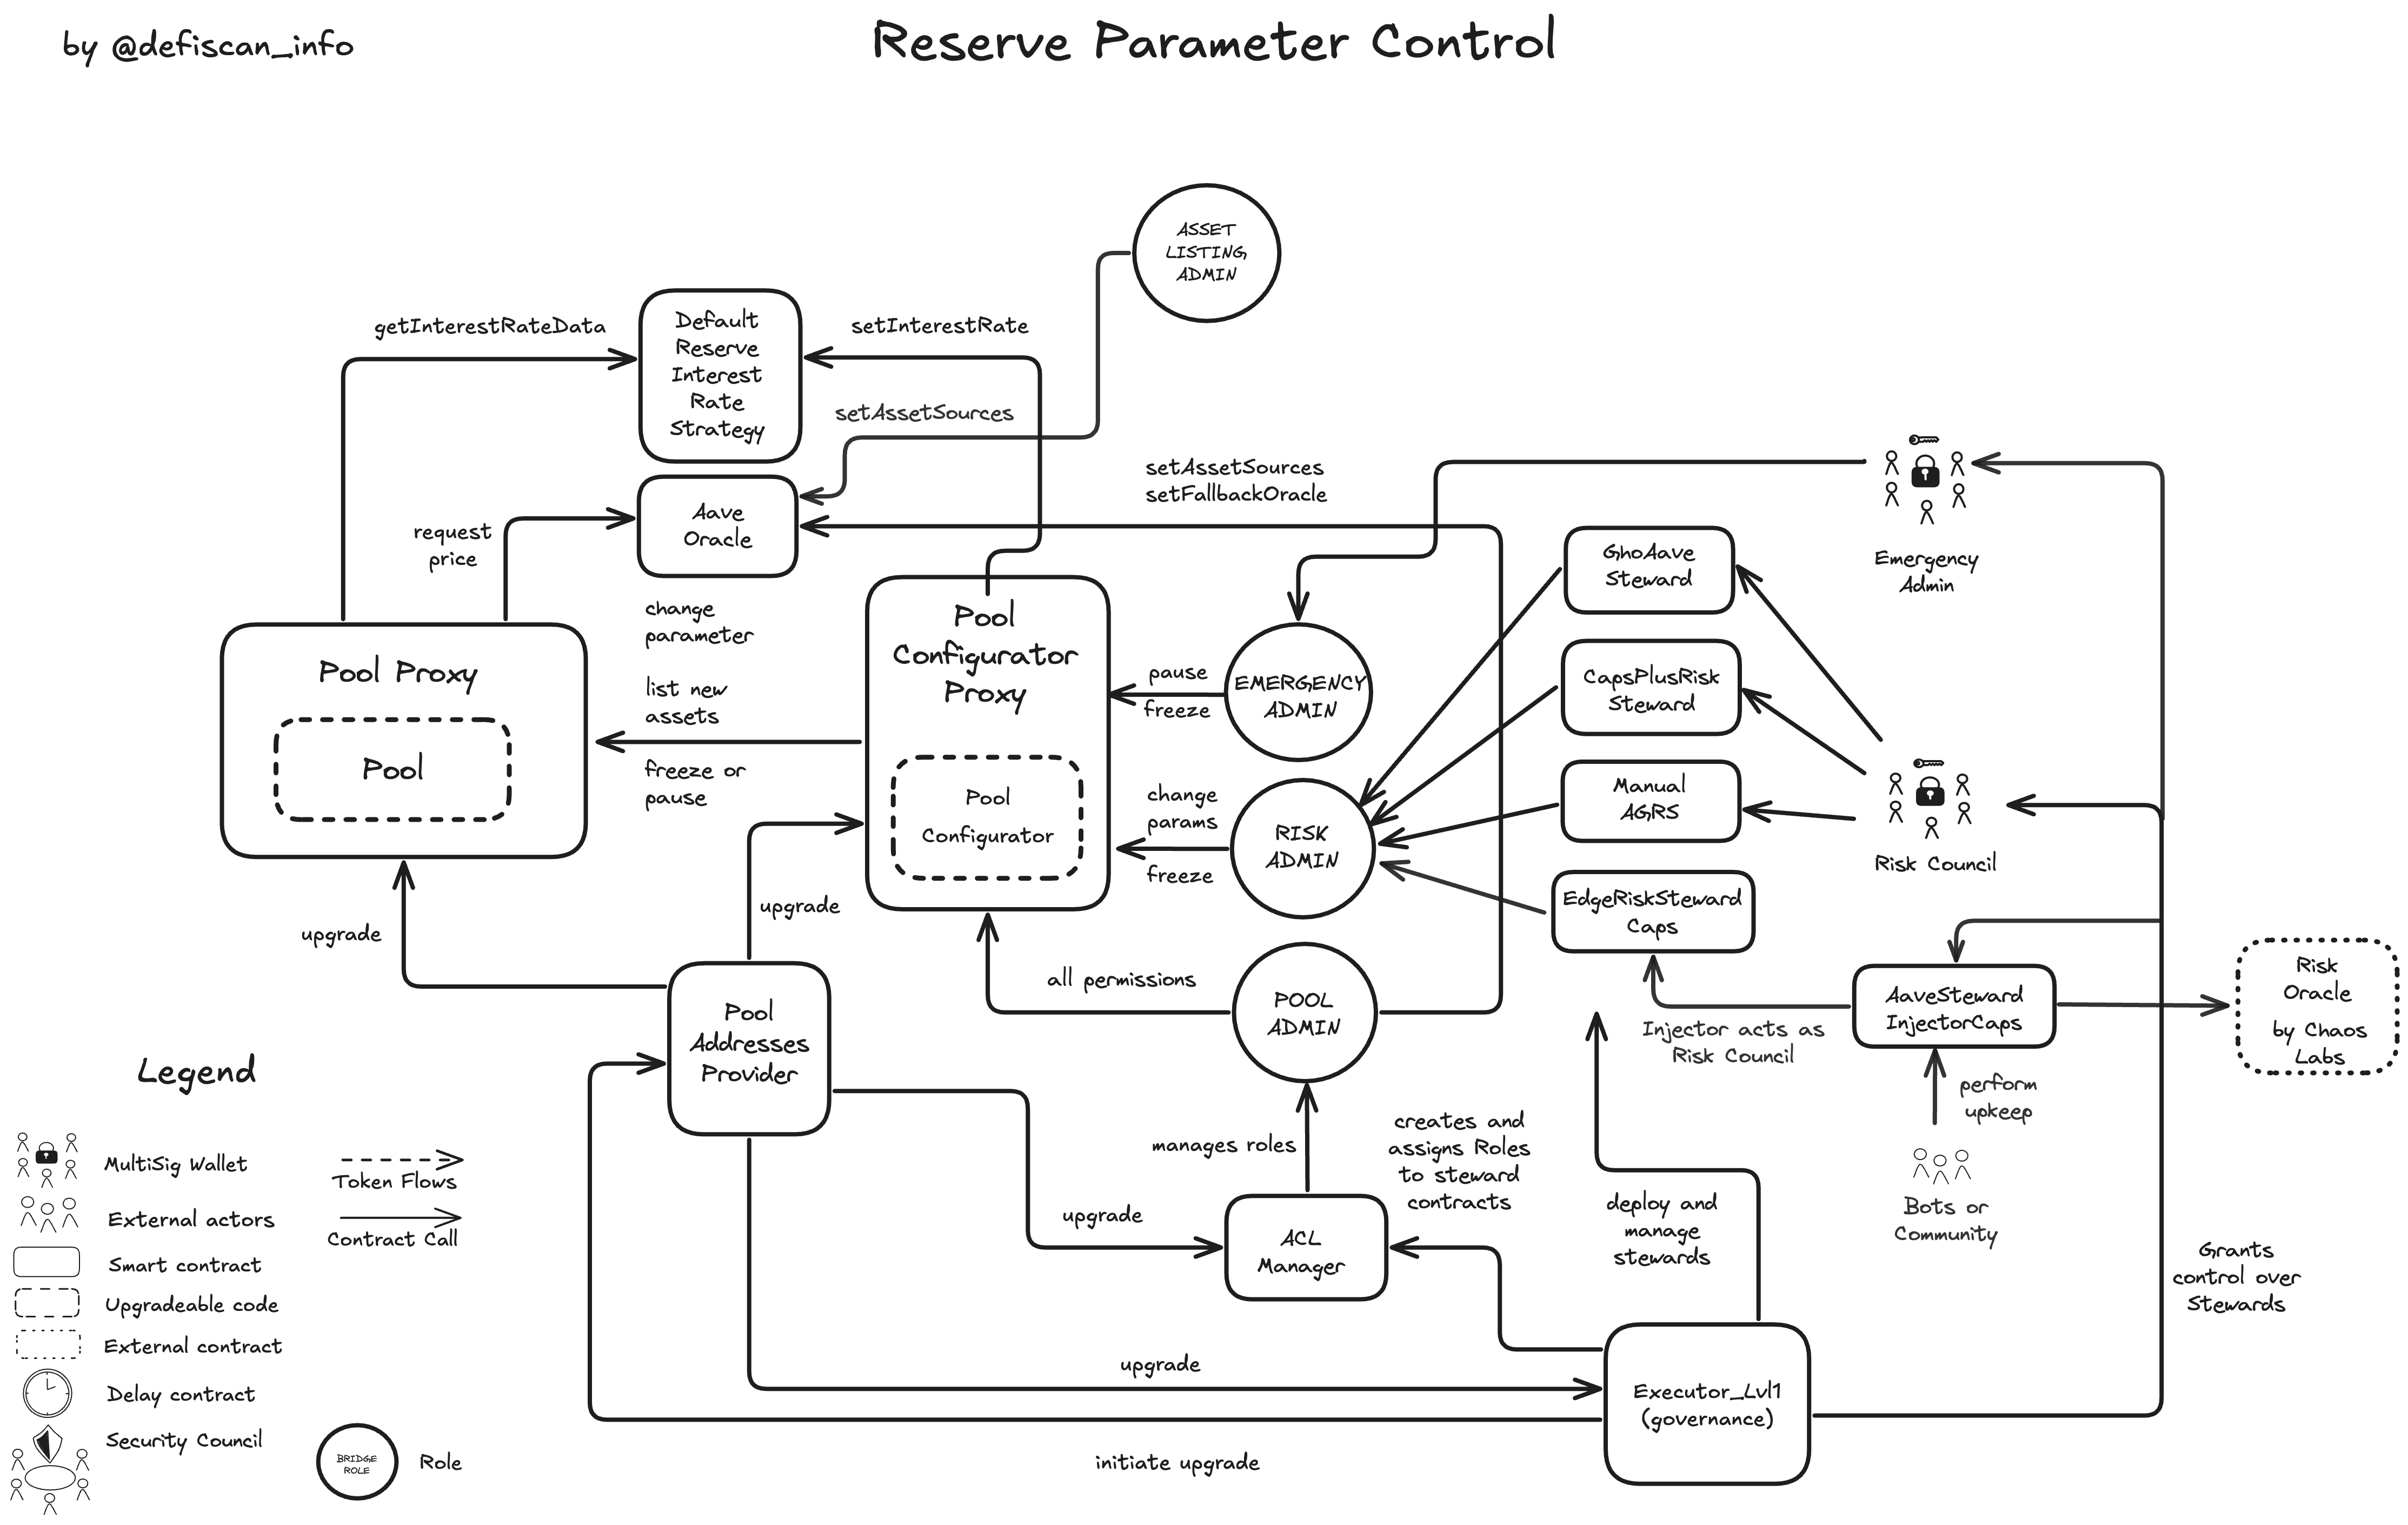 by @defiscan_info
Reserve Parameter Control
ASSET
LISTING
ADMIN
getInterestRateData
Default
Reserve
Interest
Rate
Strategy
setInterestRate
setAssetSources
setAssetSources
setFallbackOracle
request
price
Aave
Oracle
Emergency
Admin
GhoAave
Steward
change
parameter
list new
assets
freeze or
pause
Pool Proxy
Pool
Pool
Configurator
Proxy
Pool
Configurator
pause
freeze
EMERGENCY
ADMIN
CapsPlusRisk
Steward
Manual
AGRS
change
params
freeze
RISK
ADMIN
Risk Council
EdgeRiskSteward
Caps
upgrade
upgrade
all permissions
POOL
ADMIN
Pool
Addresses
Provider
Injector acts as
Risk Council
AaveSteward
InjectorCaps
Risk
Oracle
by Chaos
Labs
perform
upkeep
Bots or
Community
manages roles
creates and
assigns Roles
to steward
contracts
upgrade
ACL
Manager
deploy and
manage
stewards
Grants
control over
Stewards
upgrade
Executor_Lvl1
(governance)
initiate upgrade
Legend
MultiSig Wallet
External actors
Smart contract
Upgradeable code
External contract
Delay contract
Security Council
Token Flows
Contract Call
BRIDGE
ROLE
Role